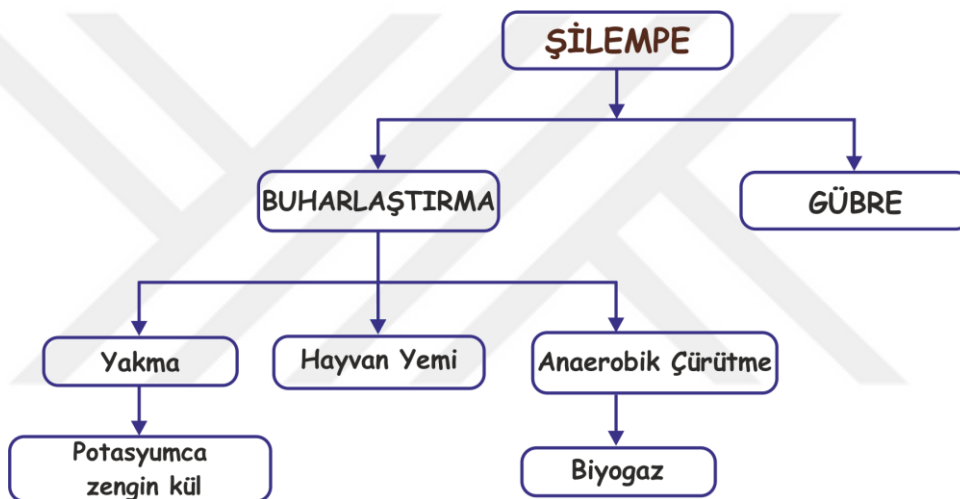 ŞİLEMPE
BUHARLAŞTIRMA
GÜBRE
Yakma
Hayvan Yemi
Anaerobik Çürütme
Potasyumca
zengin kül
Biyogaz